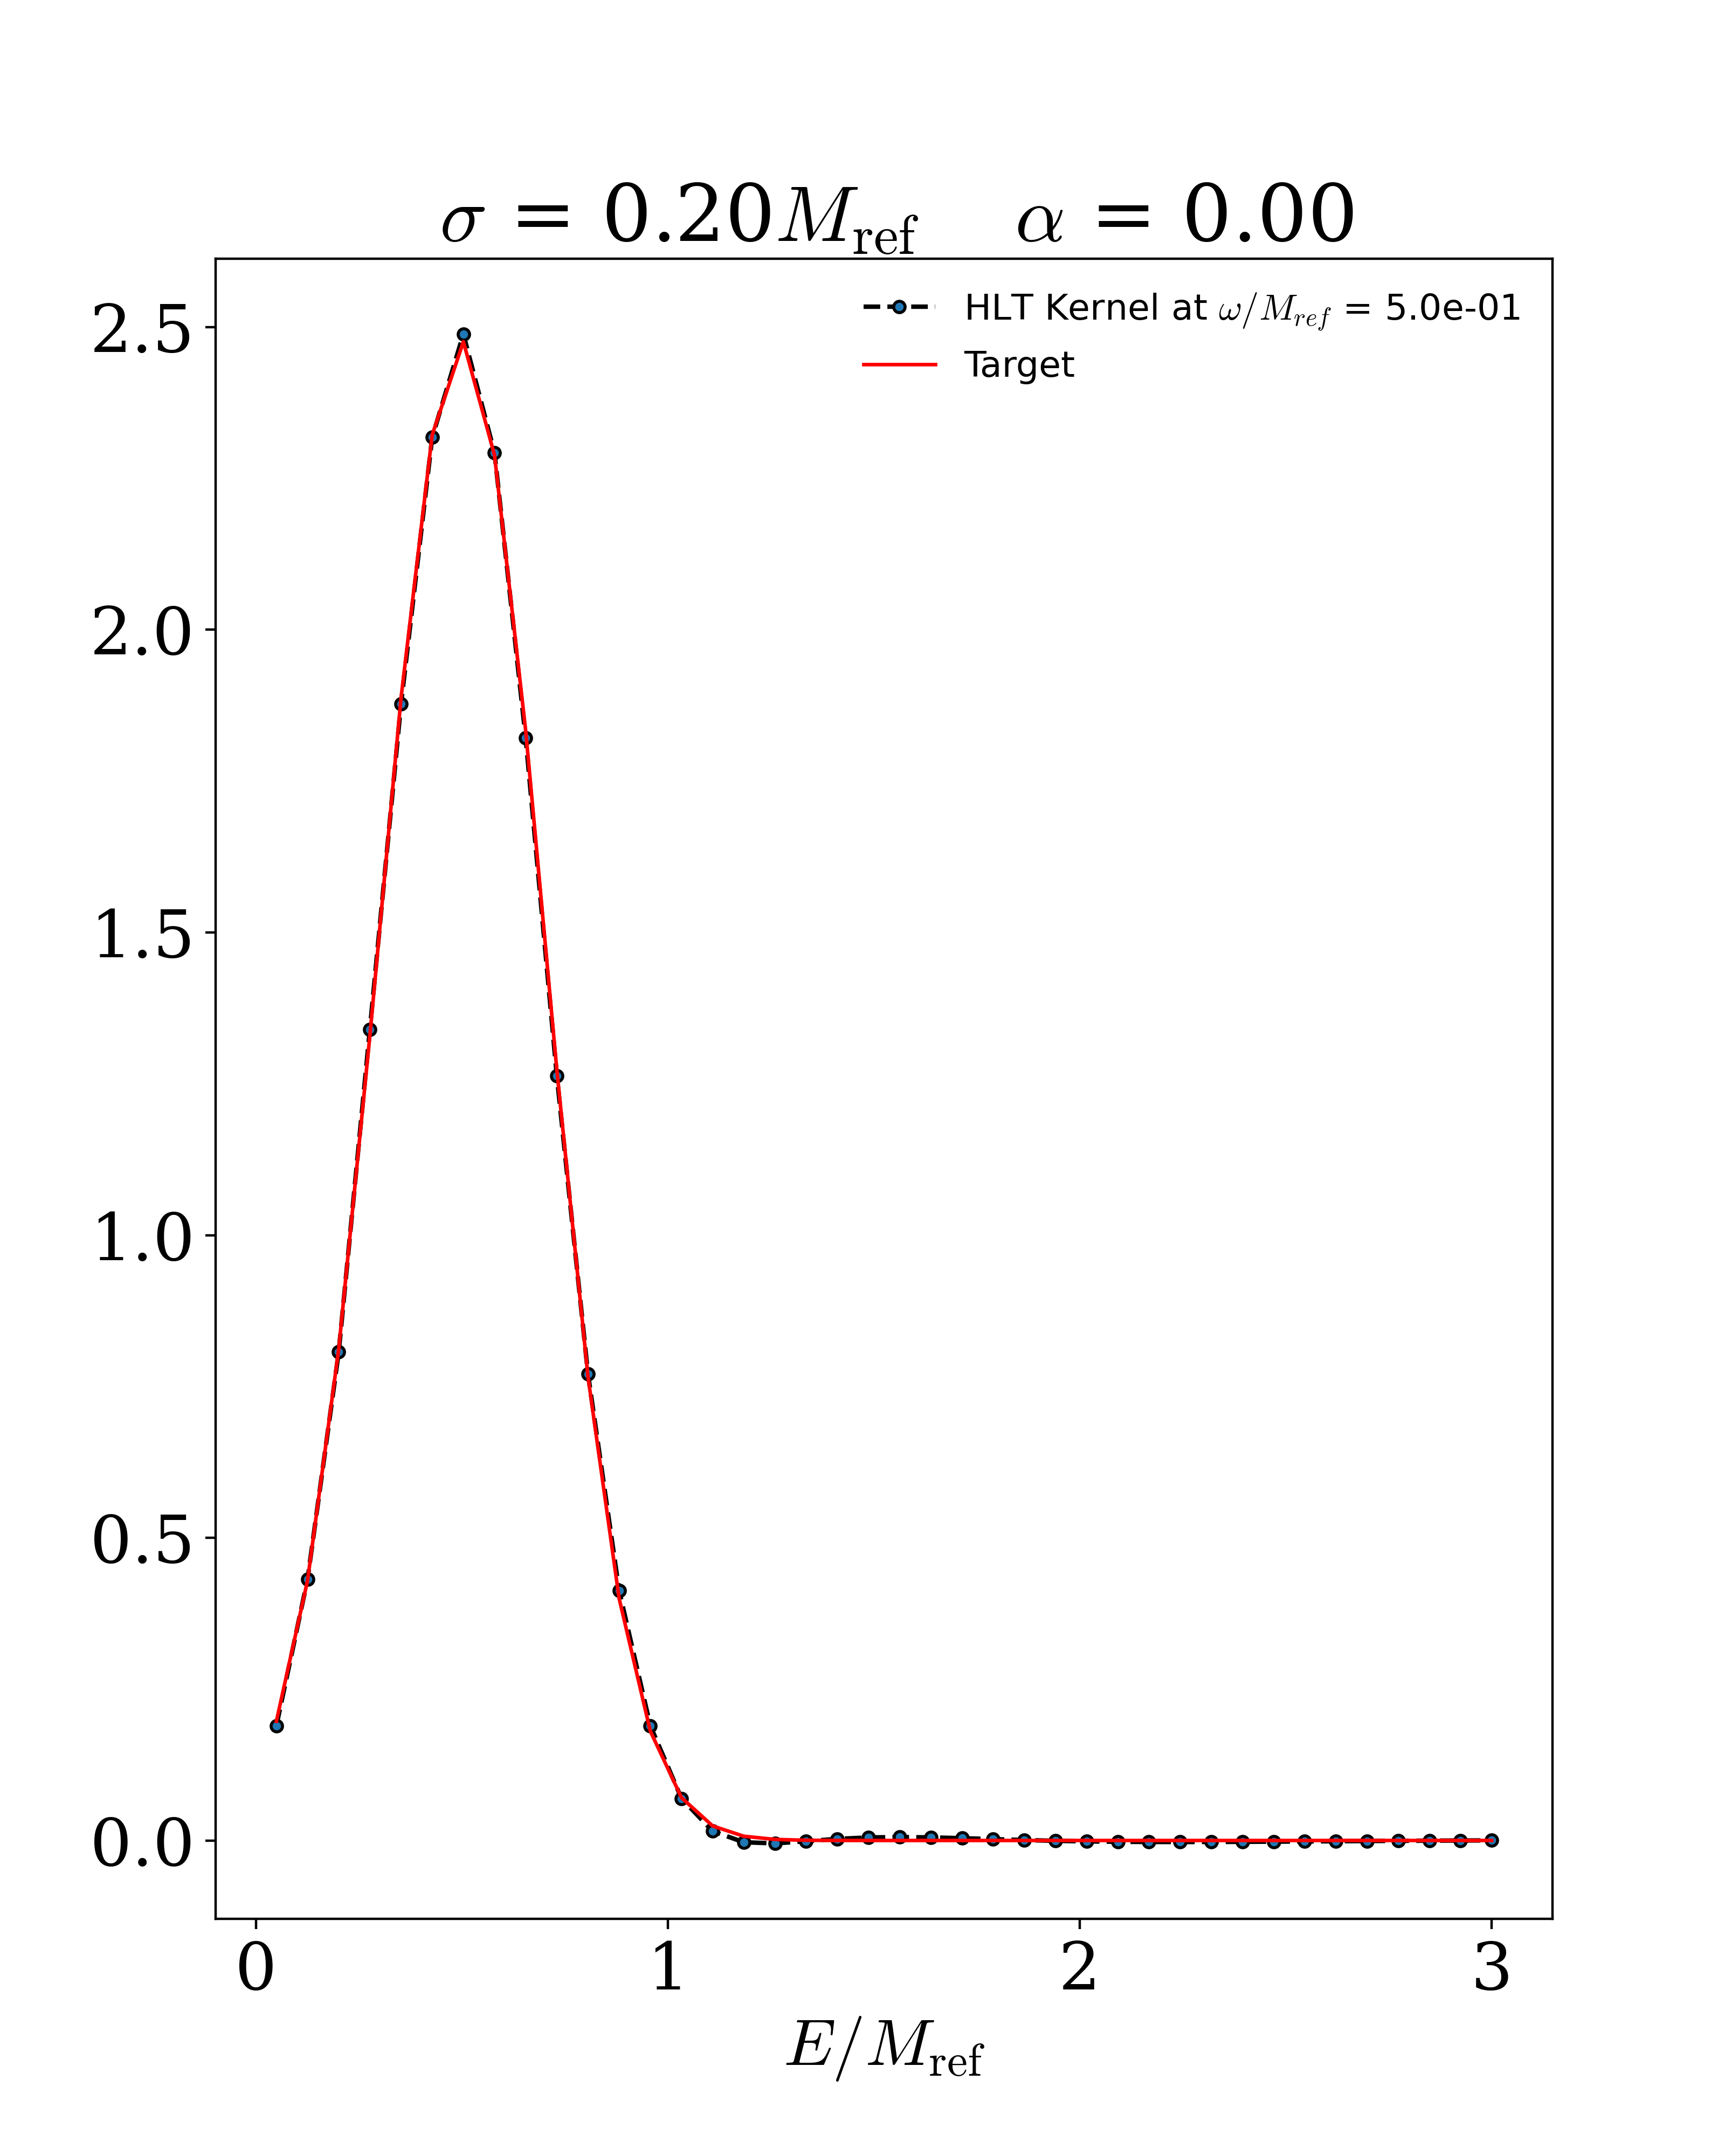 σ = 0.20M_ref α = 0.00
HLT Kernel at ω/M_ref = 5.0e-01
Target
2.5
2.0
1.5
1.0
0.5
0.0
0 1 2 3
E/M_ref